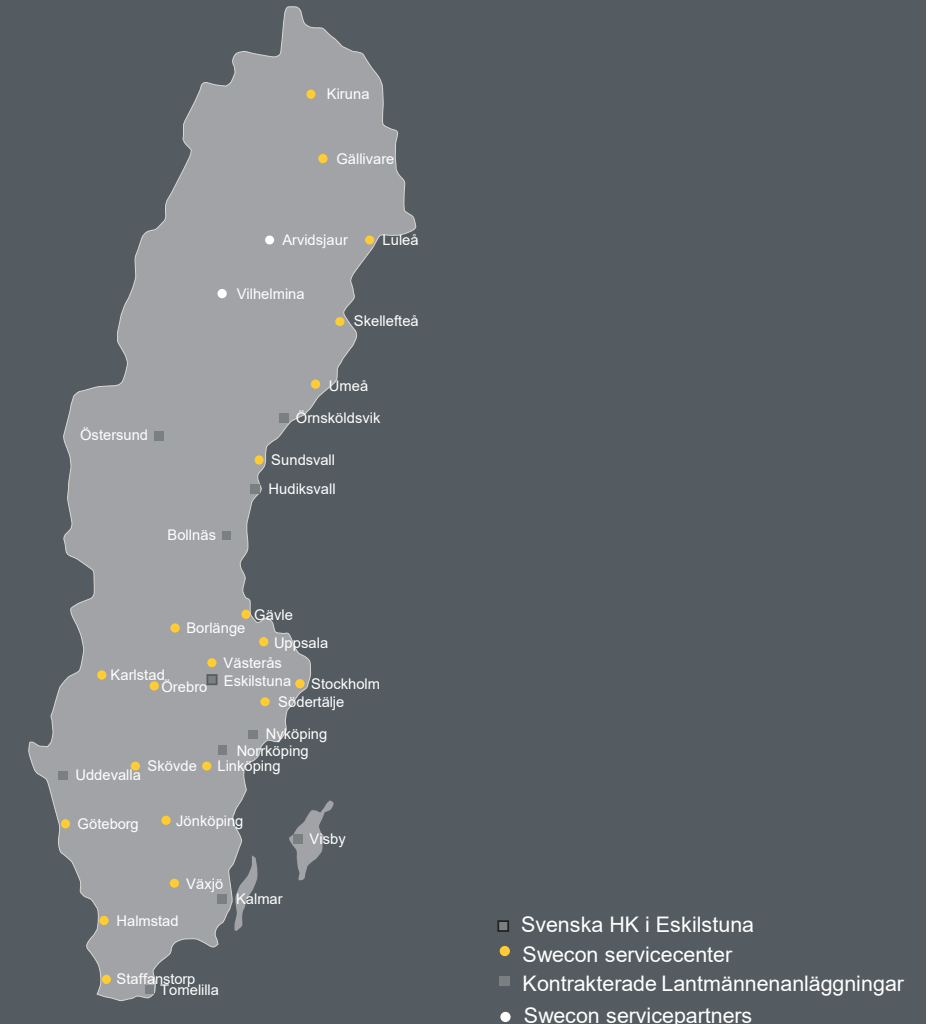 Kiruna
Gällivare
Arvidsjaur
Luleå
Vilhelmina
Skellefteå
Umeå
Örnsköldsvik
Östersund
Sundsvall
Hudiksvall
Bollnäs
Gävle
Borlänge
Uppsala
Västerås
Karlstad
Eskilstuna
Stockholm
Örebro
Södertälje
Nyköping
Norrköping
Skövde
Linköping
Uddevalla
Göteborg
Jönköping
Visby
Växjö
Kalmar
Halmstad
Staffanstorp
Tomelilla
Svenska HK i Eskilstuna
Swecon servicecenter
Kontrakterade Lantmännenanläggningar
Swecon servicepartners